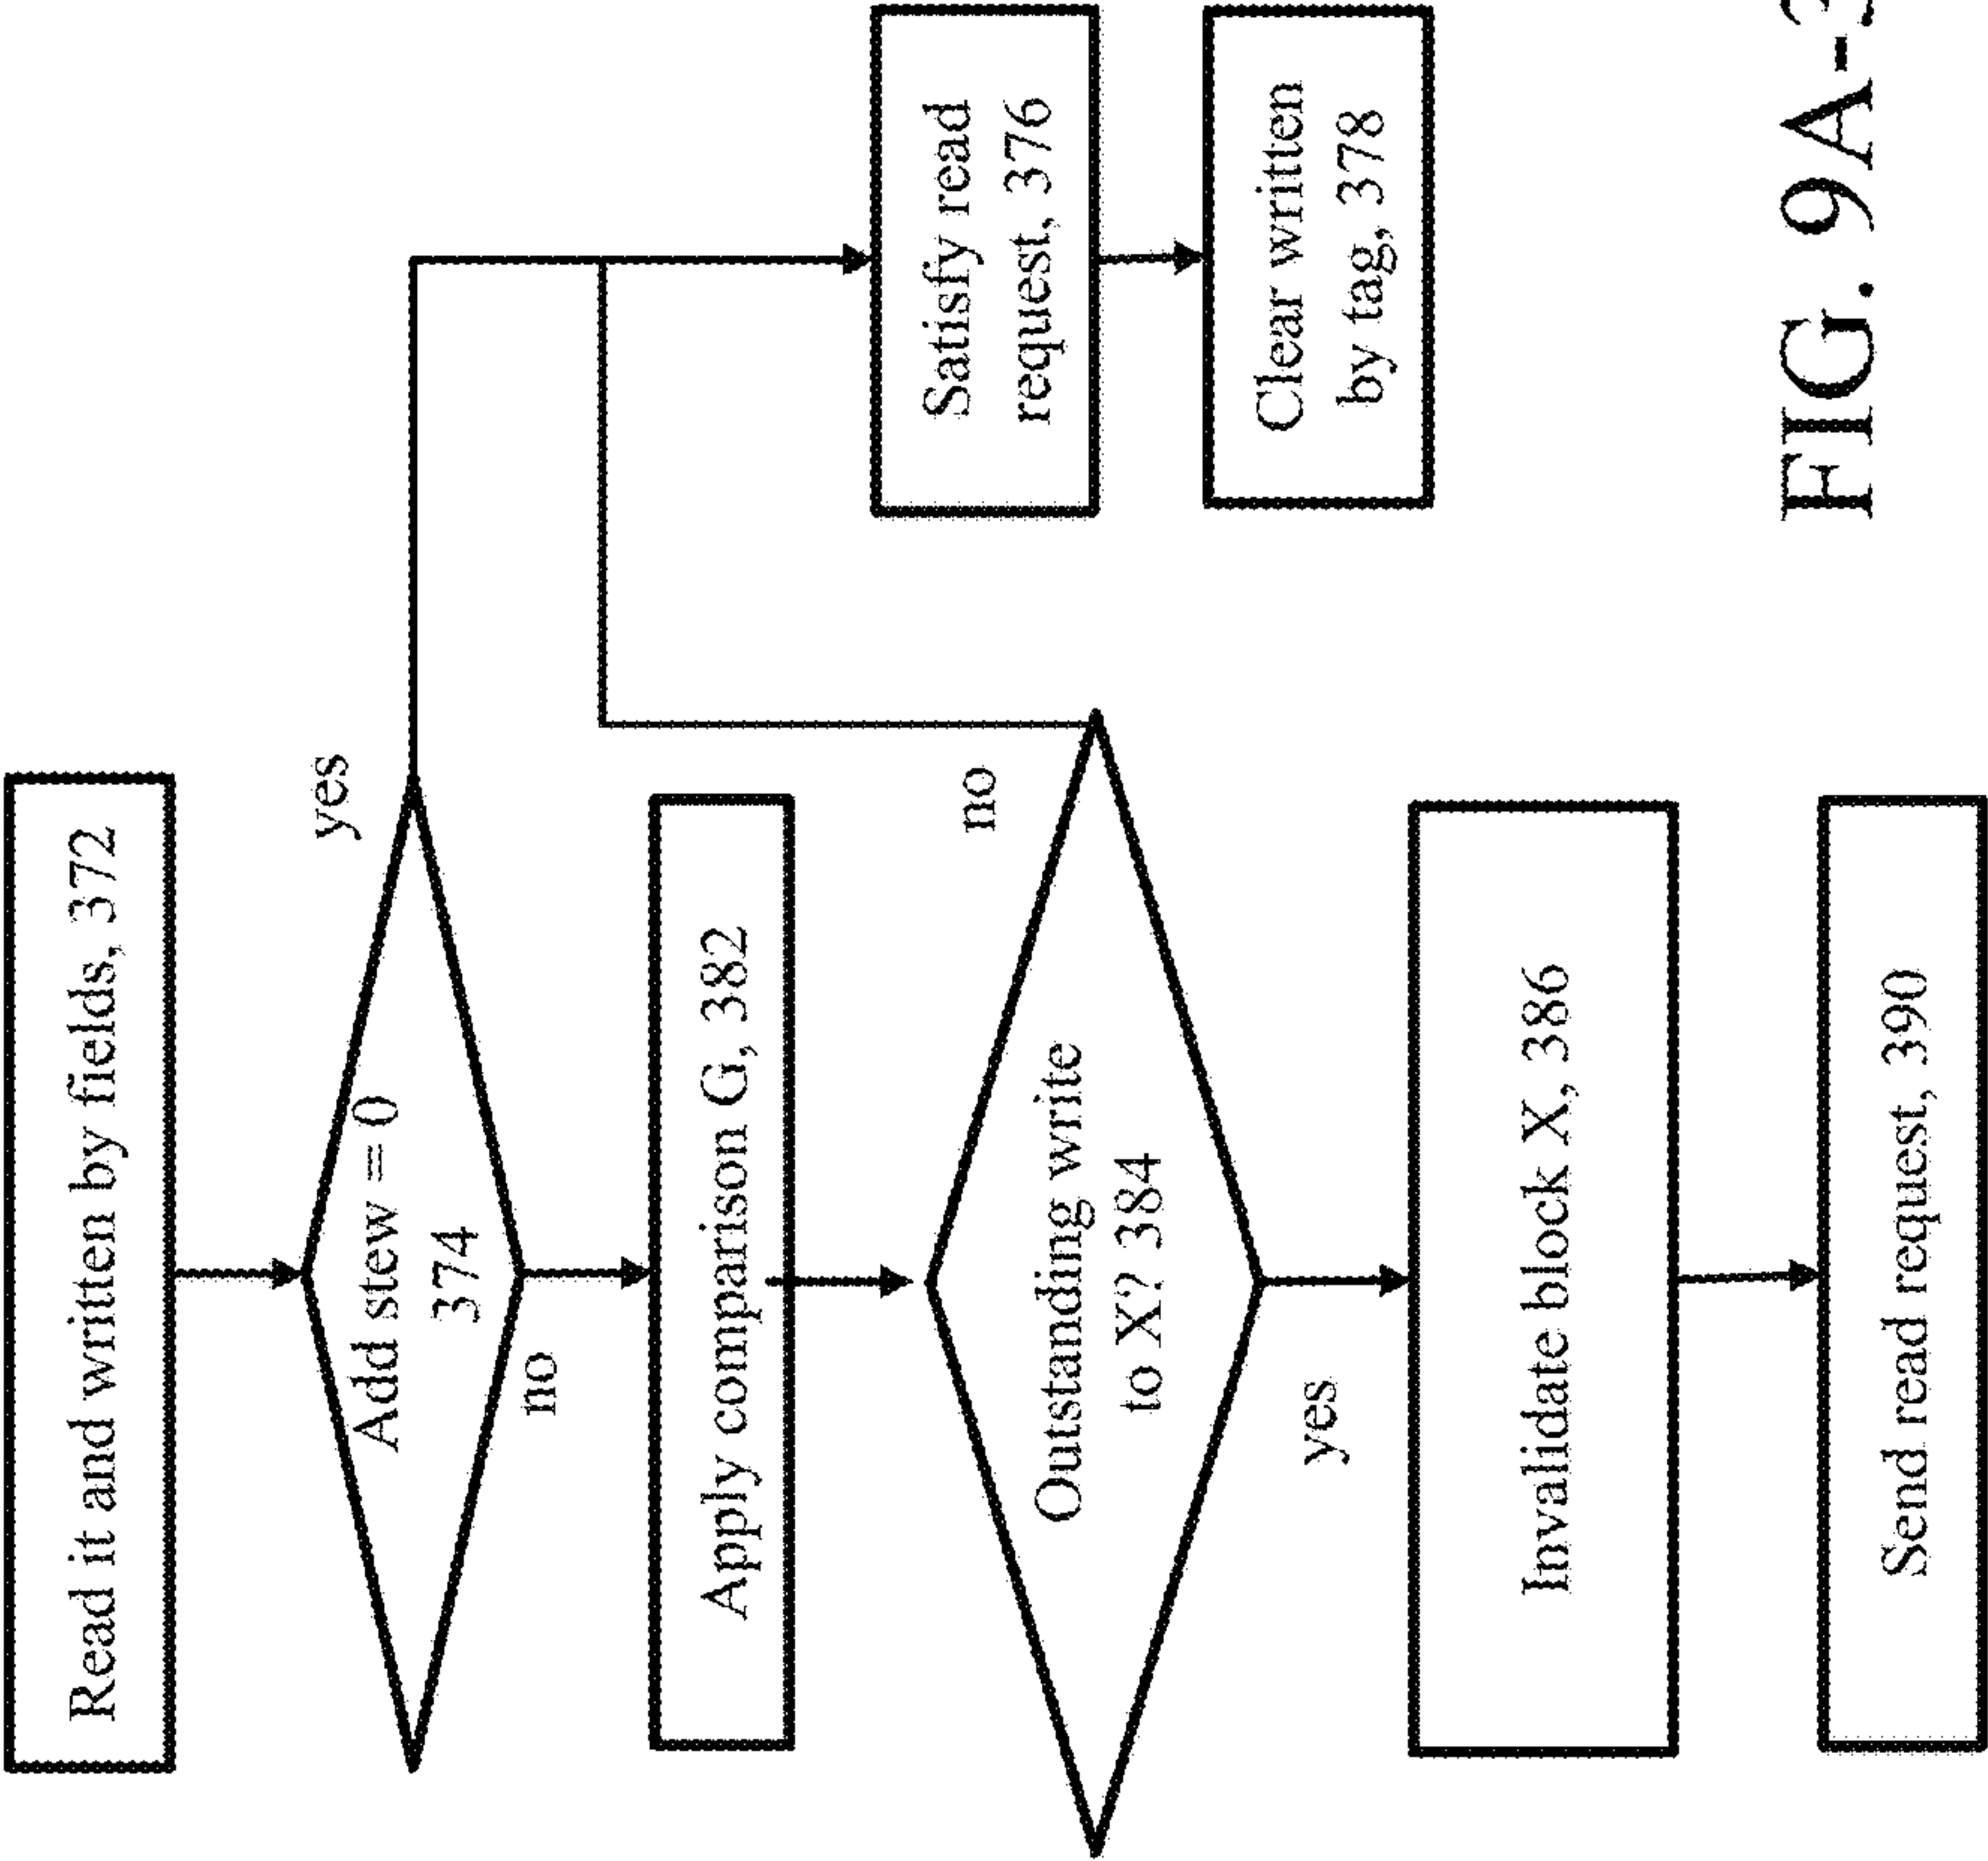 Read it and written by fields, 372
Add stew = 0
374
yes
no
Apply comparison G, 382
Outstanding write
to X? 384
no
yes
Satisfy read
request, 376
Clear written
by tag, 378
Invalidate block X, 386
Send read request, 390
FIG.